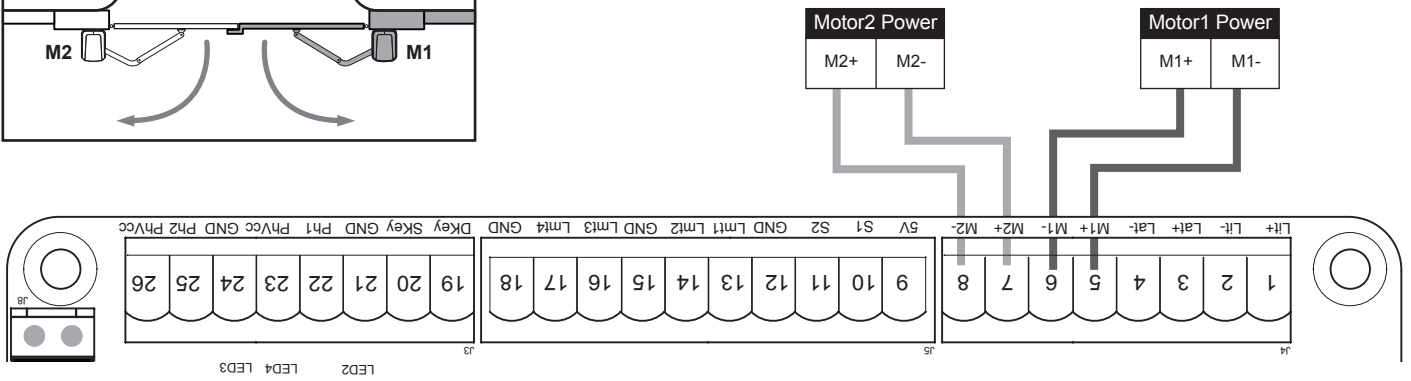 Motor2 Power Motor1 Power
M2+ M2- M1+ M1-
M2 M1
PhVcc Ph2 GND PhVcc Ph1 GND SKey DKey GND Lmt4 Lmt3 GND Lmt2 Lmt1 GND S2 S1 5V M2- M2+ M1- M1+ Lat- Lat+ Lit- Lit+
26 25 24 23 22 21 20 19 18 17 16 15 14 13 12 11 10 9 8 7 6 5 4 3 2 1
J8
J3 J5 J4
LED3 LED4 LED2